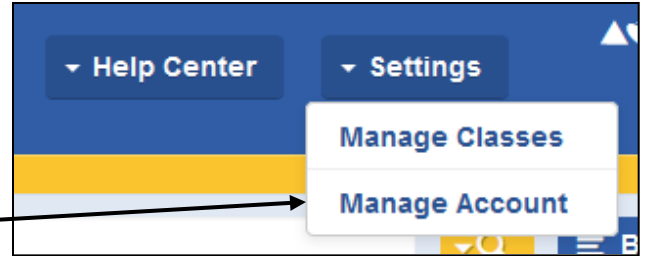 Help Center
Settings
Manage Classes
Manage Account